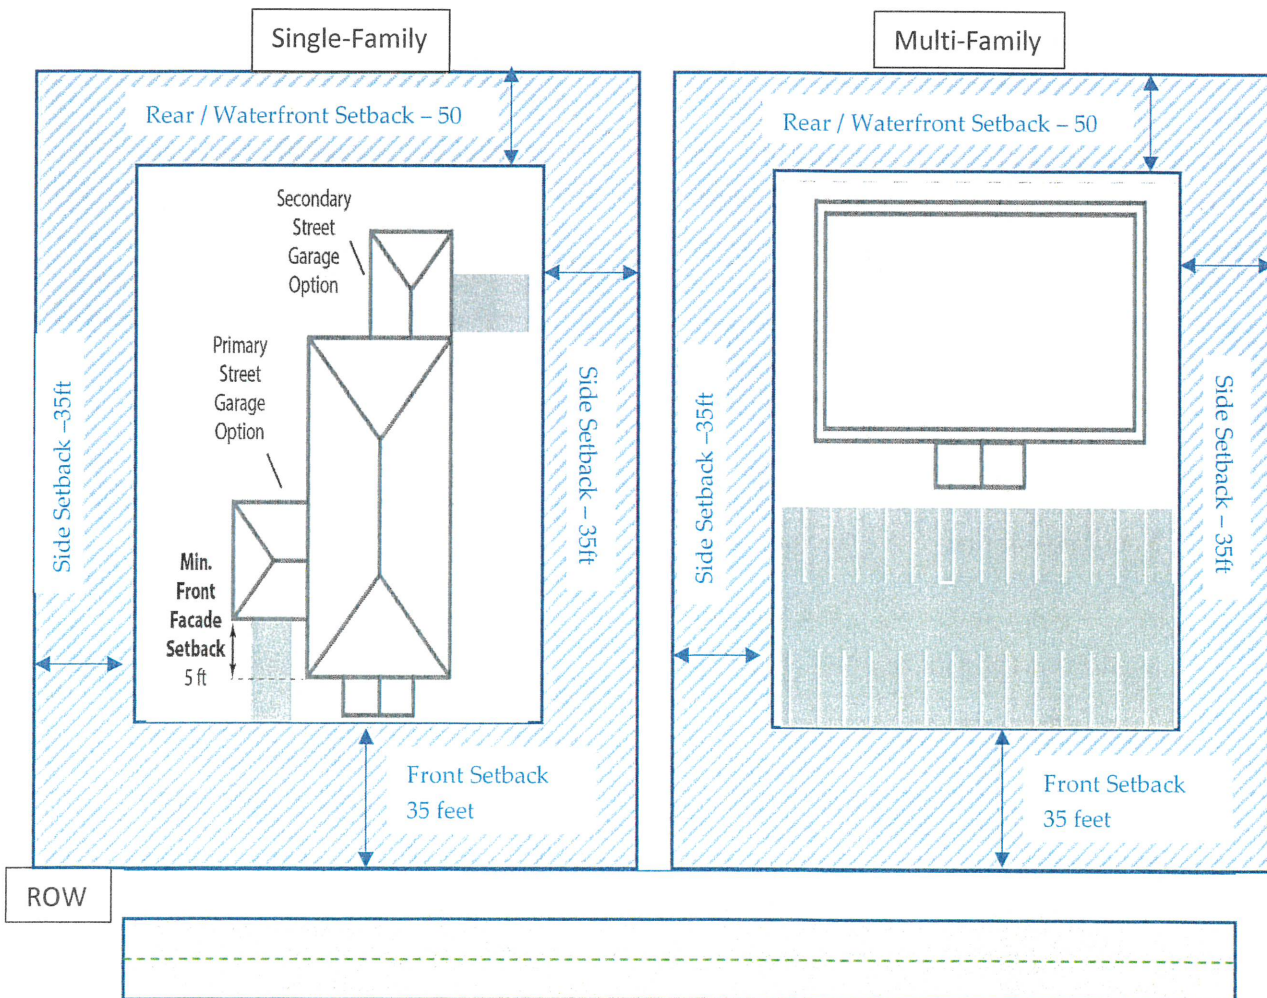 Single-Family
Rear / Waterfront Setback – 50
Secondary
Street
Garage
Option
Primary
Street
Garage
Option
Side Setback –35ft
Side Setback – 35ft
Min.
Front
Facade
Setback
5 ft
Front Setback
35 feet
Multi-Family
Rear / Waterfront Setback – 50
Side Setback –35ft
Side Setback – 35ft
Front Setback
35 feet
ROW